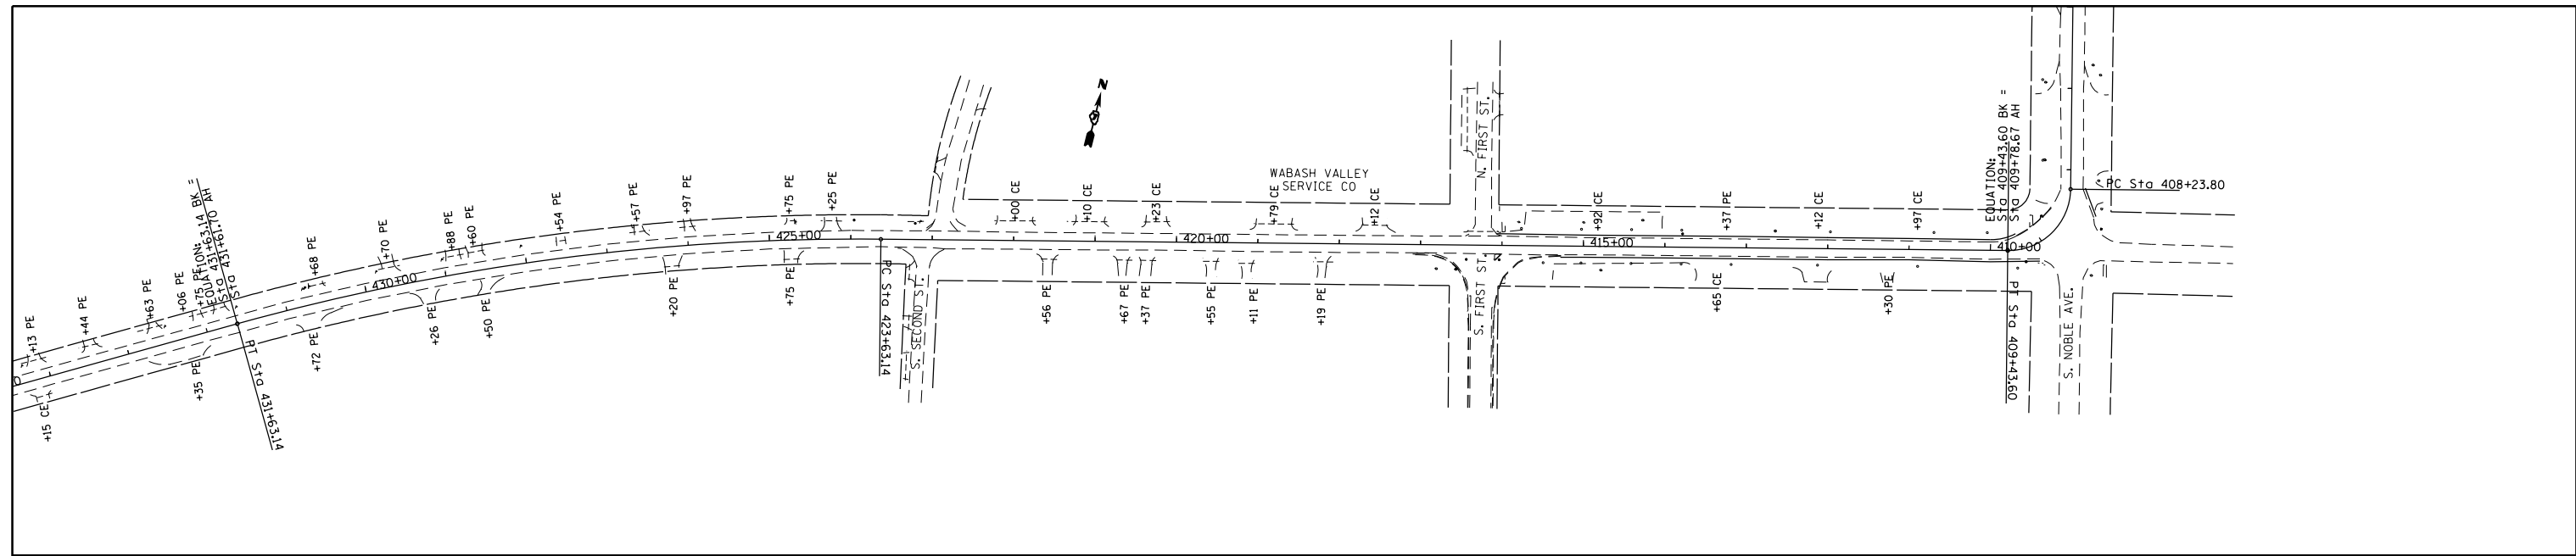 +13 PE
+44 PE
+63 PE
+06 PE
+75 PE
EQUATION:
Sta 431+63.14 BK =
Sta 431+61.70 AH
+68 PE
+70 PE
+88 PE
+60 PE
+54 PE
+57 PE
+97 PE
+75 PE
+25 PE
+00 CE
+10 CE
+23 CE
WABASH VALLEY
SERVICE CO
+79 CE
+12 CE
N. FIRST ST.
+92 CE
+37 PE
+12 CE
+97 CE
EQUATION:
Sta 409+43.60 BK =
Sta 409+78.67 AH
PC Sta 408+23.80
N
430+00
425+00
420+00
415+00
410+00
0
+15 CE
+35 PE
PT Sta 431+63.14
+72 PE
+26 PE
+50 PE
+20 PE
+75 PE
PC Sta 423+63.14
S. SECOND ST.
+56 PE
+67 PE
+37 PE
+55 PE
+11 PE
+19 PE
S. FIRST ST.
+65 CE
+30 PE
PT Sta 409+43.60
S. NOBLE AVE.